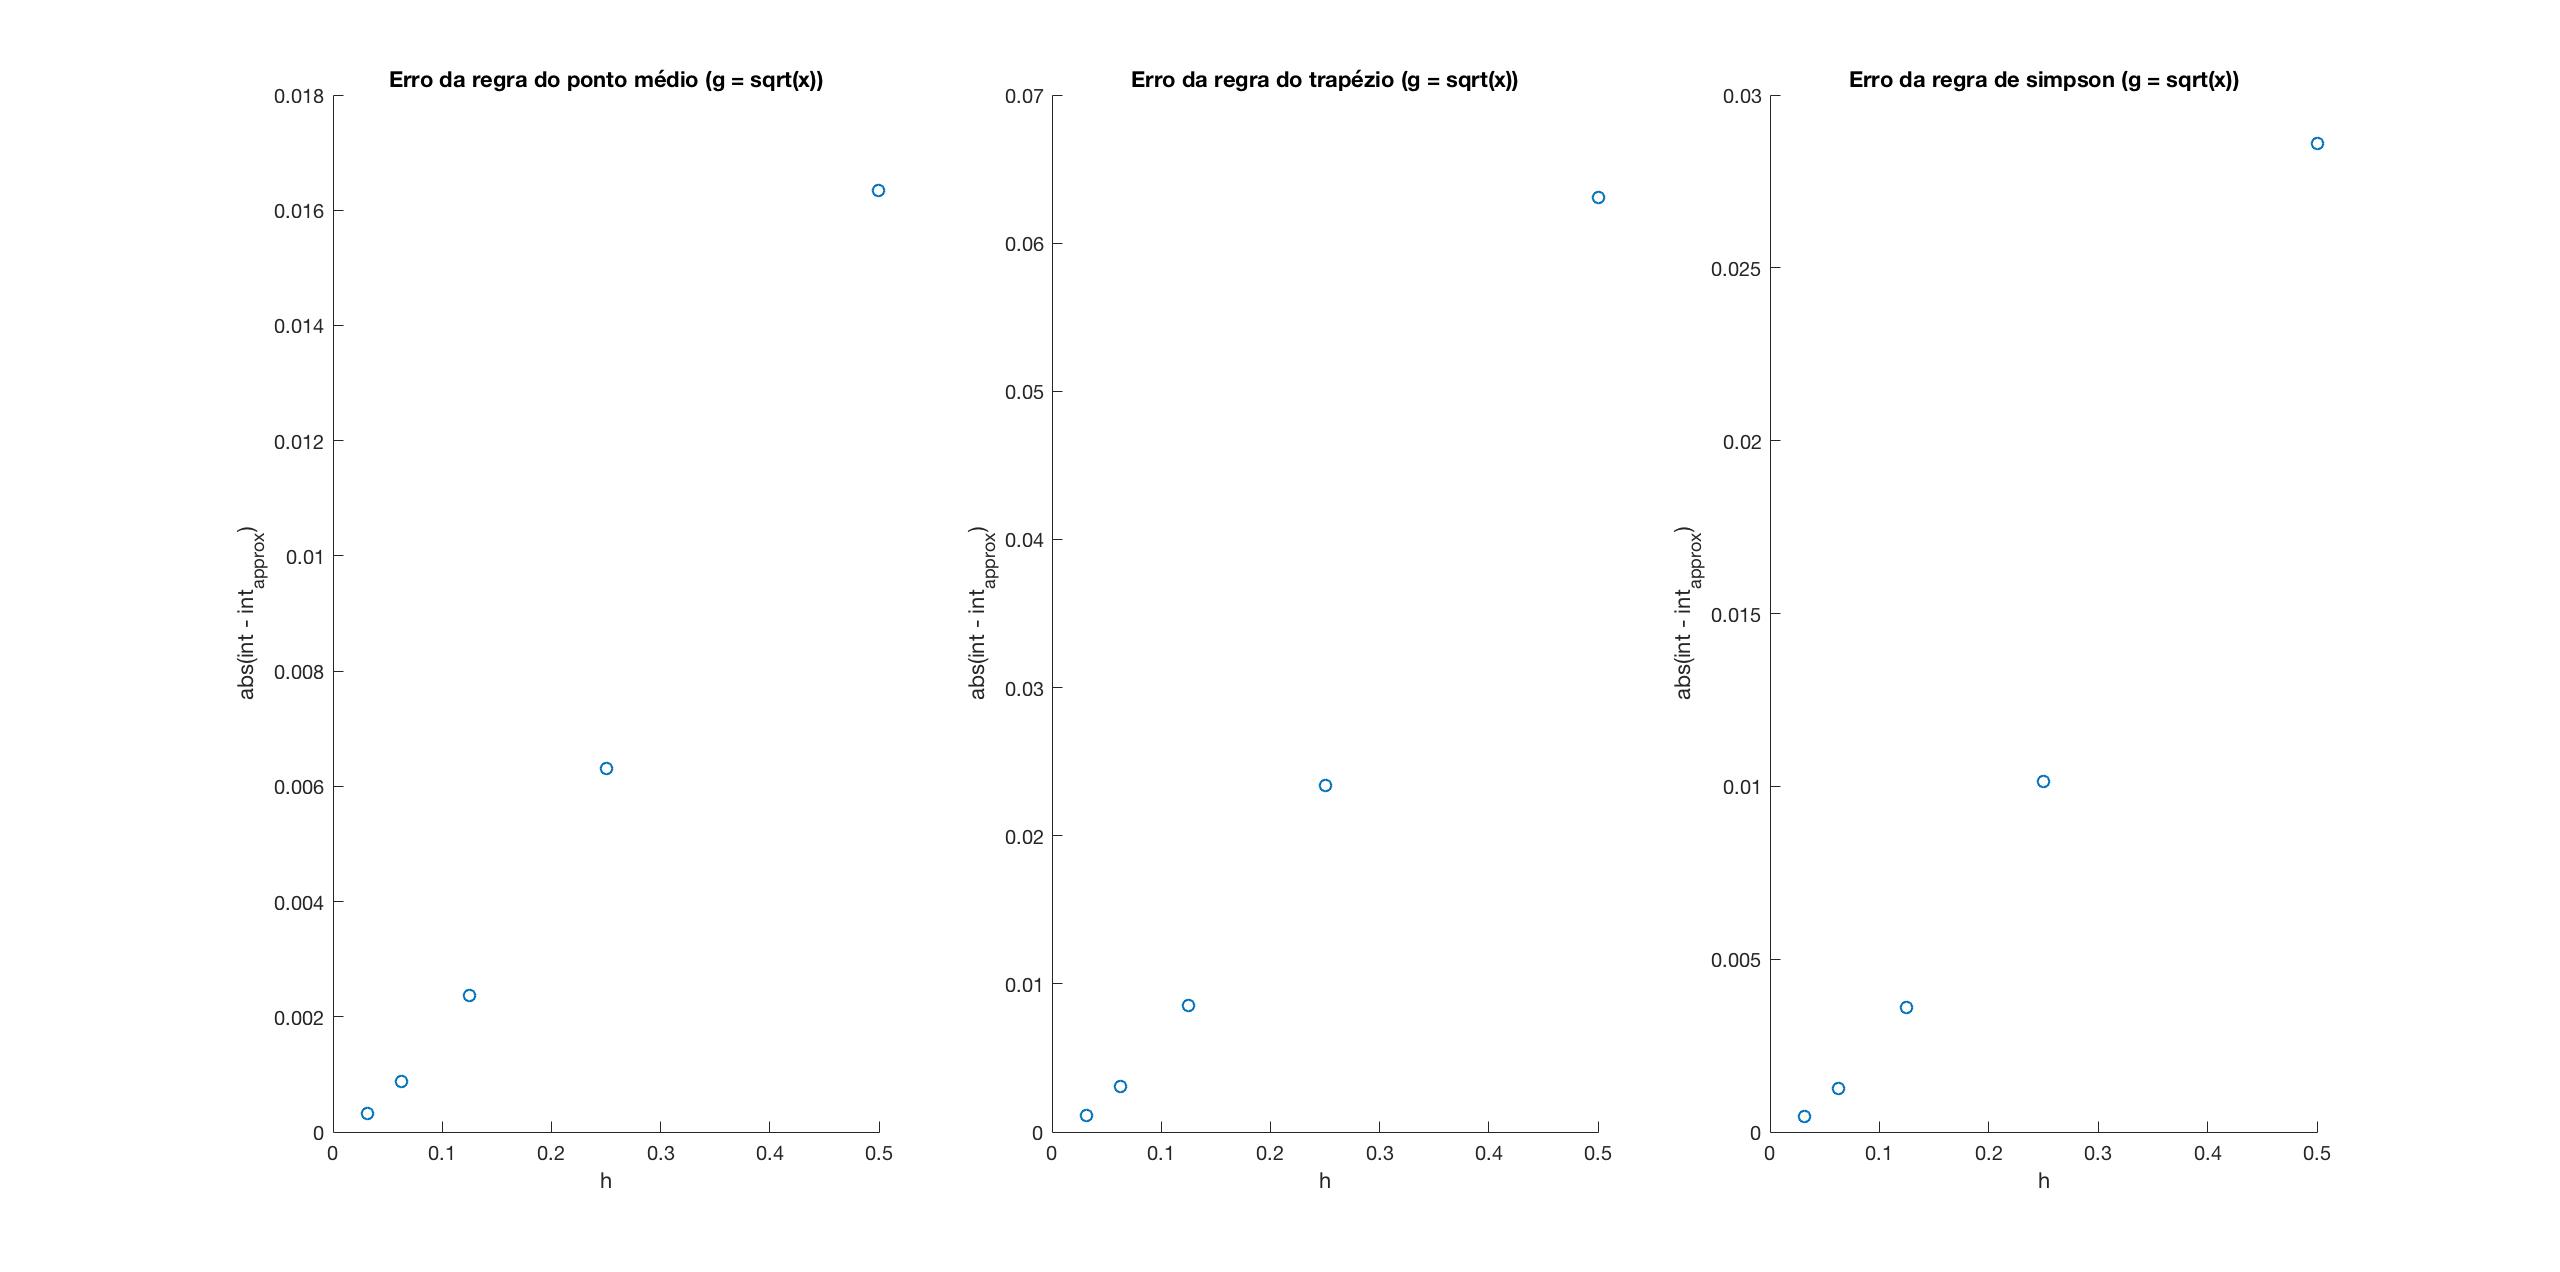 Erro da regra do ponto médio (g = sqrt(x))
0.018
0.016
0.014
0.012
0.01
0.008
0.006
0.004
0.002
0
abs(int - int_approx)
0 0.1 0.2 0.3 0.4 0.5
h
Erro da regra do trapézio (g = sqrt(x))
0.07
0.06
0.05
0.04
0.03
0.02
0.01
0
abs(int - int_approx)
0 0.1 0.2 0.3 0.4 0.5
h
Erro da regra de simpson (g = sqrt(x))
0.03
0.025
0.02
0.015
0.01
0.005
0
abs(int - int_approx)
0 0.1 0.2 0.3 0.4 0.5
h